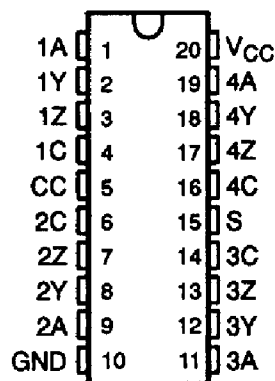 1A 1 20 VCC
1Y 2 19 4A
1Z 3 18 4Y
1C 4 17 4Z
CC 5 16 4C
2C 6 15 S
2Z 7 14 3C
2Y 8 13 3Z
2A 9 12 3Y
GND 10 11 3A